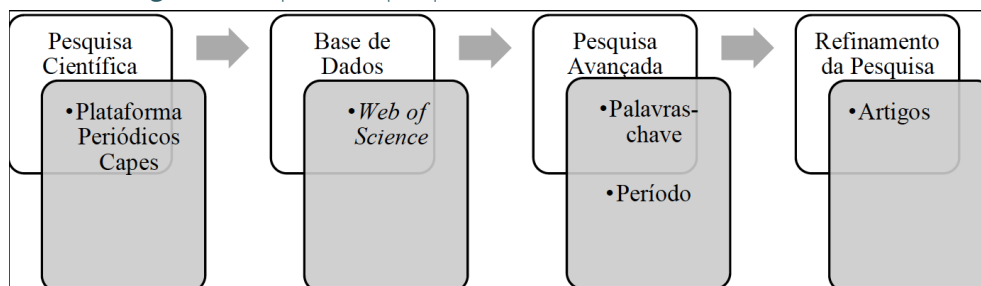 Pesquisa
Científica
•Plataforma
Periódicos
Capes
Base de
Dados
•Web of
Science
Pesquisa
Avançada
•Palavras-
chave
•Período
Refinamento
da Pesquisa
•Artigos